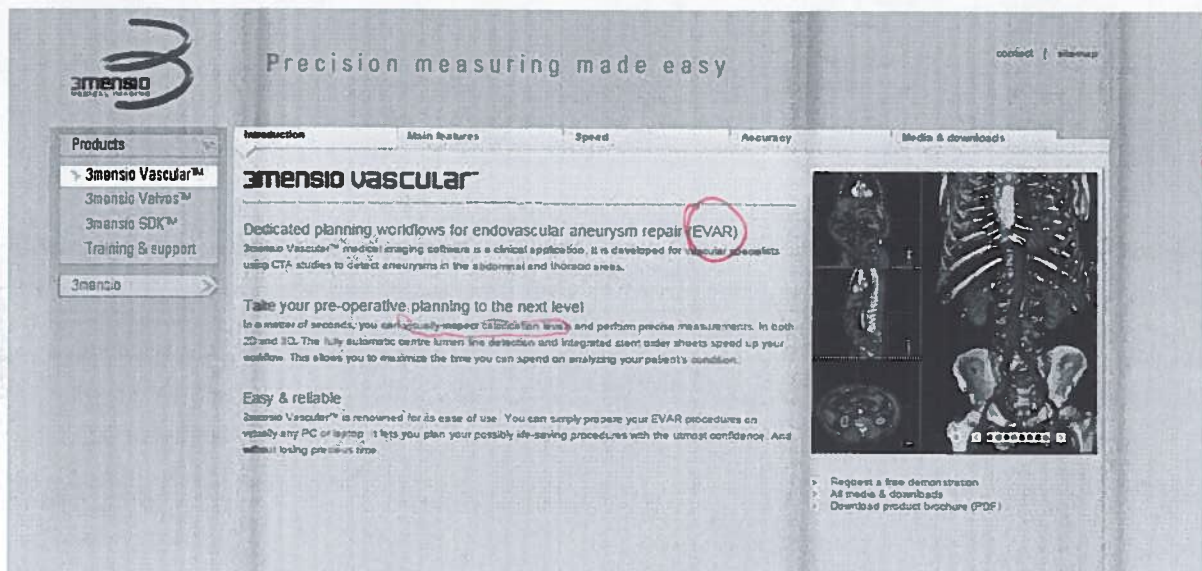 3mensio
MEDICAL IMAGING
Precision measuring made easy
contact | sitemap
Products
3mensio Vascular™
3mensio Valves™
3mensio SDK™
Training & support
3mensio
Introduction
Main features
Speed
Accuracy
Media & downloads
3mensio vascular™
Dedicated planning workflows for endovascular aneurysm repair (EVAR)
3mensio Vascular™ medical imaging software is a clinical application. It is developed for vascular specialists
using CTA studies to detect aneurysms in the abdominal and thoracic areas.
Take your pre-operative planning to the next level
In a matter of seconds, you can visually inspect calcification levels and perform precise measurements. In both
2D and 3D. The fully automatic centre lumen line detection and integrated stent order sheets speed up your
workflow. This allows you to maximize the time you can spend on analyzing your patient's condition.
Easy & reliable
3mensio Vascular™ is renowned for its ease of use. You can simply prepare your EVAR procedures on
virtually any PC or laptop. It lets you plan your possibly life-saving procedures with the utmost confidence. And
without losing precious time.
Request a free demonstration
All media & downloads
Download product brochure (PDF)